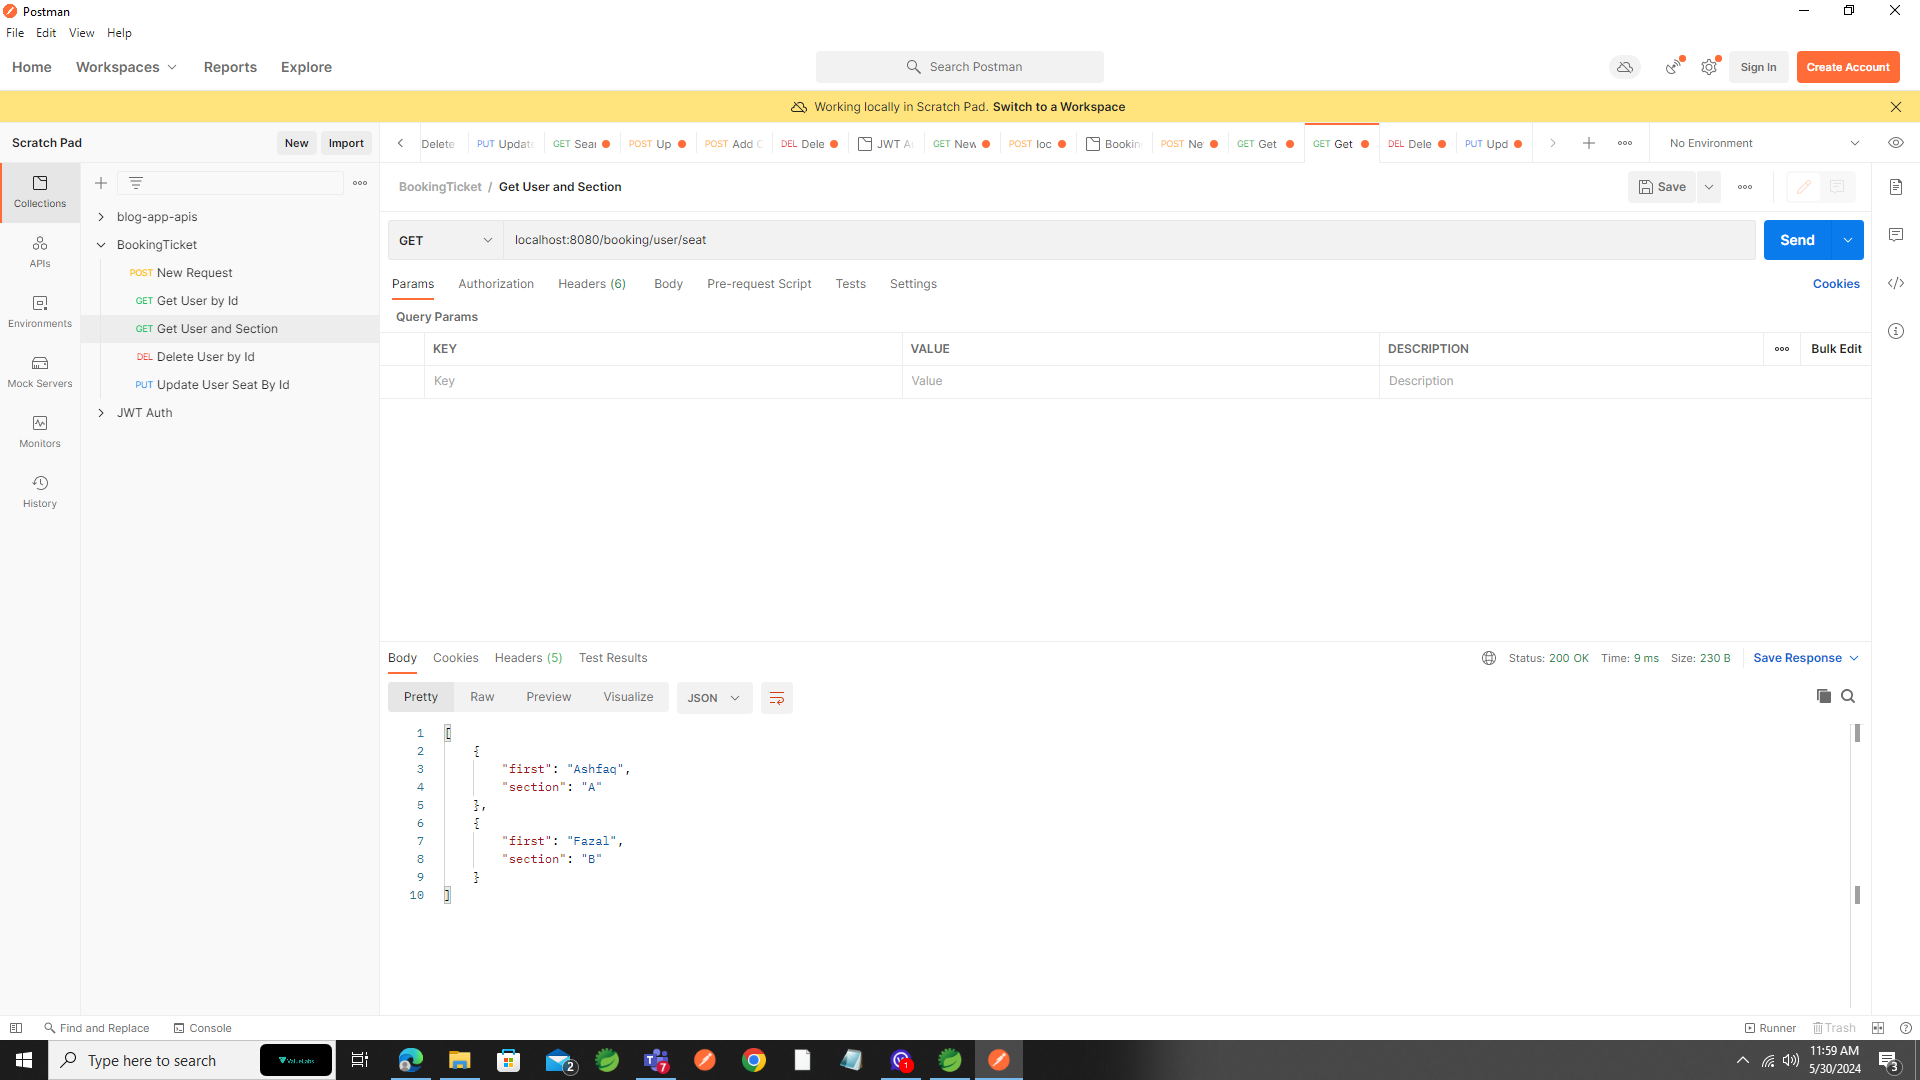 Postman
File Edit View Help
Home Workspaces Reports Explore
Search Postman
Sign In
Create Account
Working locally in Scratch Pad. Switch to a Workspace
Scratch Pad
New Import
Delete
PUT Update
GET Sea
POST Up
POST Add
DEL Dele
JWT A
GET New
POST loc
Bookin
POST Ne
GET Get
GET Get
DEL Dele
PUT Upd
No Environment
Collections
APIs
Environments
Mock Servers
Monitors
History
blog-app-apis
BookingTicket
POST New Request
GET Get User by Id
GET Get User and Section
DEL Delete User by Id
PUT Update User Seat By Id
JWT Auth
BookingTicket / Get User and Section
Save
GET localhost:8080/booking/user/seat
Send
Params Authorization Headers (6) Body Pre-request Script Tests Settings
Cookies
Query Params
KEY VALUE DESCRIPTION Bulk Edit
Key Value Description
Body Cookies Headers (5) Test Results
Status: 200 OK Time: 9 ms Size: 230 B Save Response
Pretty Raw Preview Visualize JSON
1 [
2 {
3 "first": "Ashfaq",
4 "section": "A"
5 },
6 {
7 "first": "Fazal",
8 "section": "B"
9 }
10 ]
Find and Replace Console
Runner Trash
Type here to search
ValueLabs
2
7
1
11:59 AM
5/30/2024
3